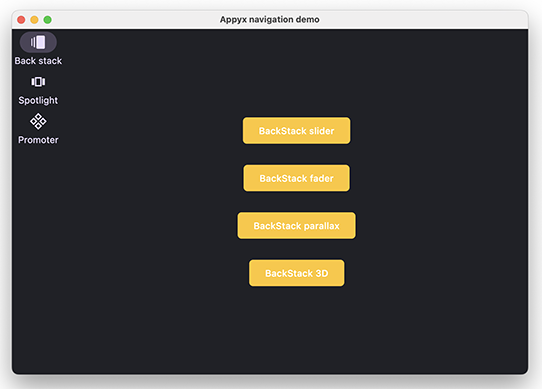 Appyx navigation demo
Back stack
Spotlight
Promoter
BackStack slider
BackStack fader
BackStack parallax
BackStack 3D